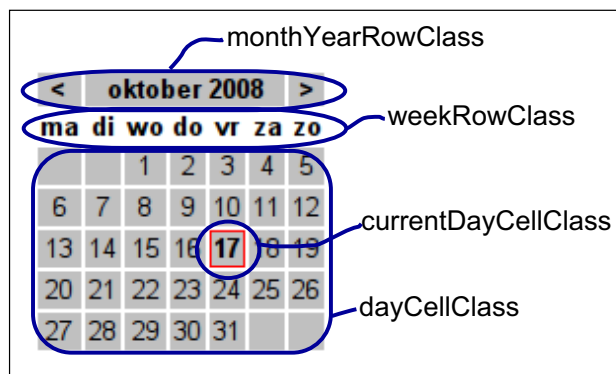 monthYearRowClass
< oktober 2008 >
ma di wo do vr za zo
weekRowClass
1 2 3 4 5
6 7 8 9 10 11 12
currentDayCellClass
13 14 15 16 17 18 19
20 21 22 23 24 25 26
dayCellClass
27 28 29 30 31